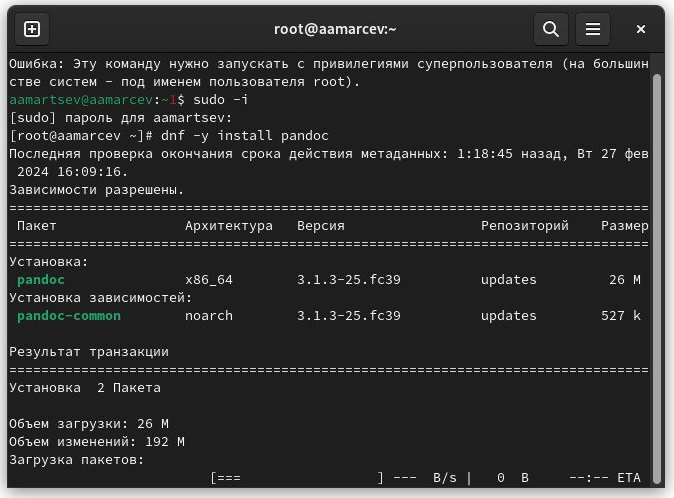 root@aamarcev:~
Ошибка: Эту команду нужно запускать с привилегиями суперпользователя (на большин
стве систем – под именем пользователя root).
aamartsev@aamarcev:~1$ sudo -i
[sudo] пароль для aamartsev:
[root@aamarcev ~]# dnf -y install pandoc
Последняя проверка окончания срока действия метаданных: 1:18:45 назад, Вт 27 фев
 2024 16:09:16.
Зависимости разрешены.
================================================================================
 Пакет Архитектура Версия Репозиторий Размер
================================================================================
Установка:
 pandoc x86_64 3.1.3-25.fc39 updates 26 M
Установка зависимостей:
 pandoc-common noarch 3.1.3-25.fc39 updates 527 k

Результат транзакции
================================================================================
Установка  2 Пакета

Объем загрузки: 26 M
Объем изменений: 192 M
Загрузка пакетов:
[===                 ] ---  B/s |   0  B     --:-- ETA